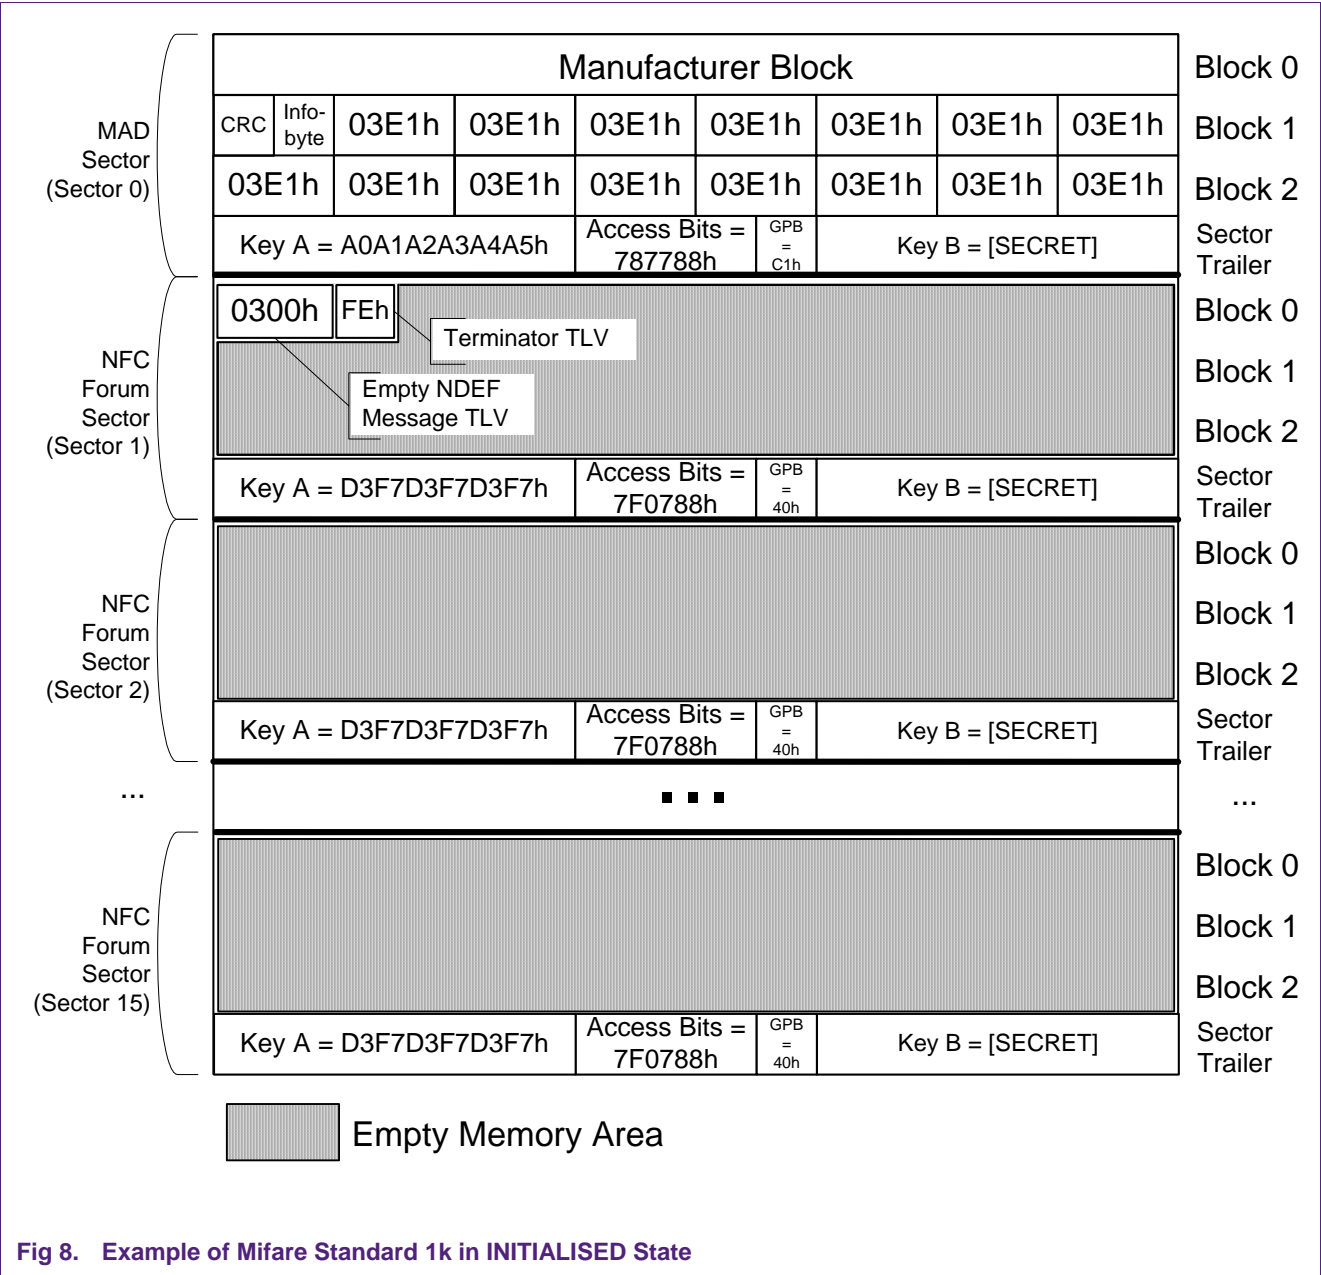 Manufacturer Block
Block 0
MAD
Sector
(Sector 0)
CRC
Info-
byte
03E1h 03E1h 03E1h 03E1h 03E1h 03E1h 03E1h
Block 1
03E1h 03E1h 03E1h 03E1h 03E1h 03E1h 03E1h 03E1h
Block 2
Key A = A0A1A2A3A4A5h
Access Bits =
787788h
GPB
=
C1h
Key B = [SECRET]
Sector
Trailer
NFC
Forum
Sector
(Sector 1)
0300h
FEh
Terminator TLV
Empty NDEF
Message TLV
Block 0
Block 1
Block 2
Key A = D3F7D3F7D3F7h
Access Bits =
7F0788h
GPB
=
40h
Key B = [SECRET]
Sector
Trailer
NFC
Forum
Sector
(Sector 2)
Block 0
Block 1
Block 2
Key A = D3F7D3F7D3F7h
Access Bits =
7F0788h
GPB
=
40h
Key B = [SECRET]
Sector
Trailer
... ... ...
NFC
Forum
Sector
(Sector 15)
Block 0
Block 1
Block 2
Key A = D3F7D3F7D3F7h
Access Bits =
7F0788h
GPB
=
40h
Key B = [SECRET]
Sector
Trailer
Empty Memory Area
Fig 8. Example of Mifare Standard 1k in INITIALISED State